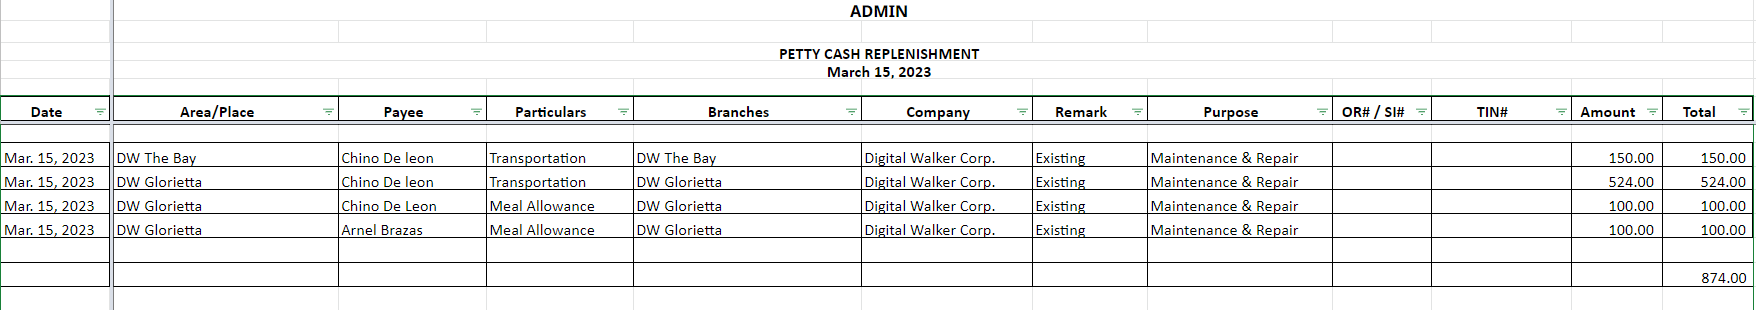 ADMIN
PETTY CASH REPLENISHMENT
March 15, 2023
Date Area/Place Payee Particulars Branches Company Remark Purpose OR# / SI# TIN# Amount Total
Mar. 15, 2023 DW The Bay Chino De leon Transportation DW The Bay Digital Walker Corp. Existing Maintenance & Repair 150.00 150.00
Mar. 15, 2023 DW Glorietta Chino De leon Transportation DW Glorietta Digital Walker Corp. Existing Maintenance & Repair 524.00 524.00
Mar. 15, 2023 DW Glorietta Chino De Leon Meal Allowance DW Glorietta Digital Walker Corp. Existing Maintenance & Repair 100.00 100.00
Mar. 15, 2023 DW Glorietta Arnel Brazas Meal Allowance DW Glorietta Digital Walker Corp. Existing Maintenance & Repair 100.00 100.00
874.00